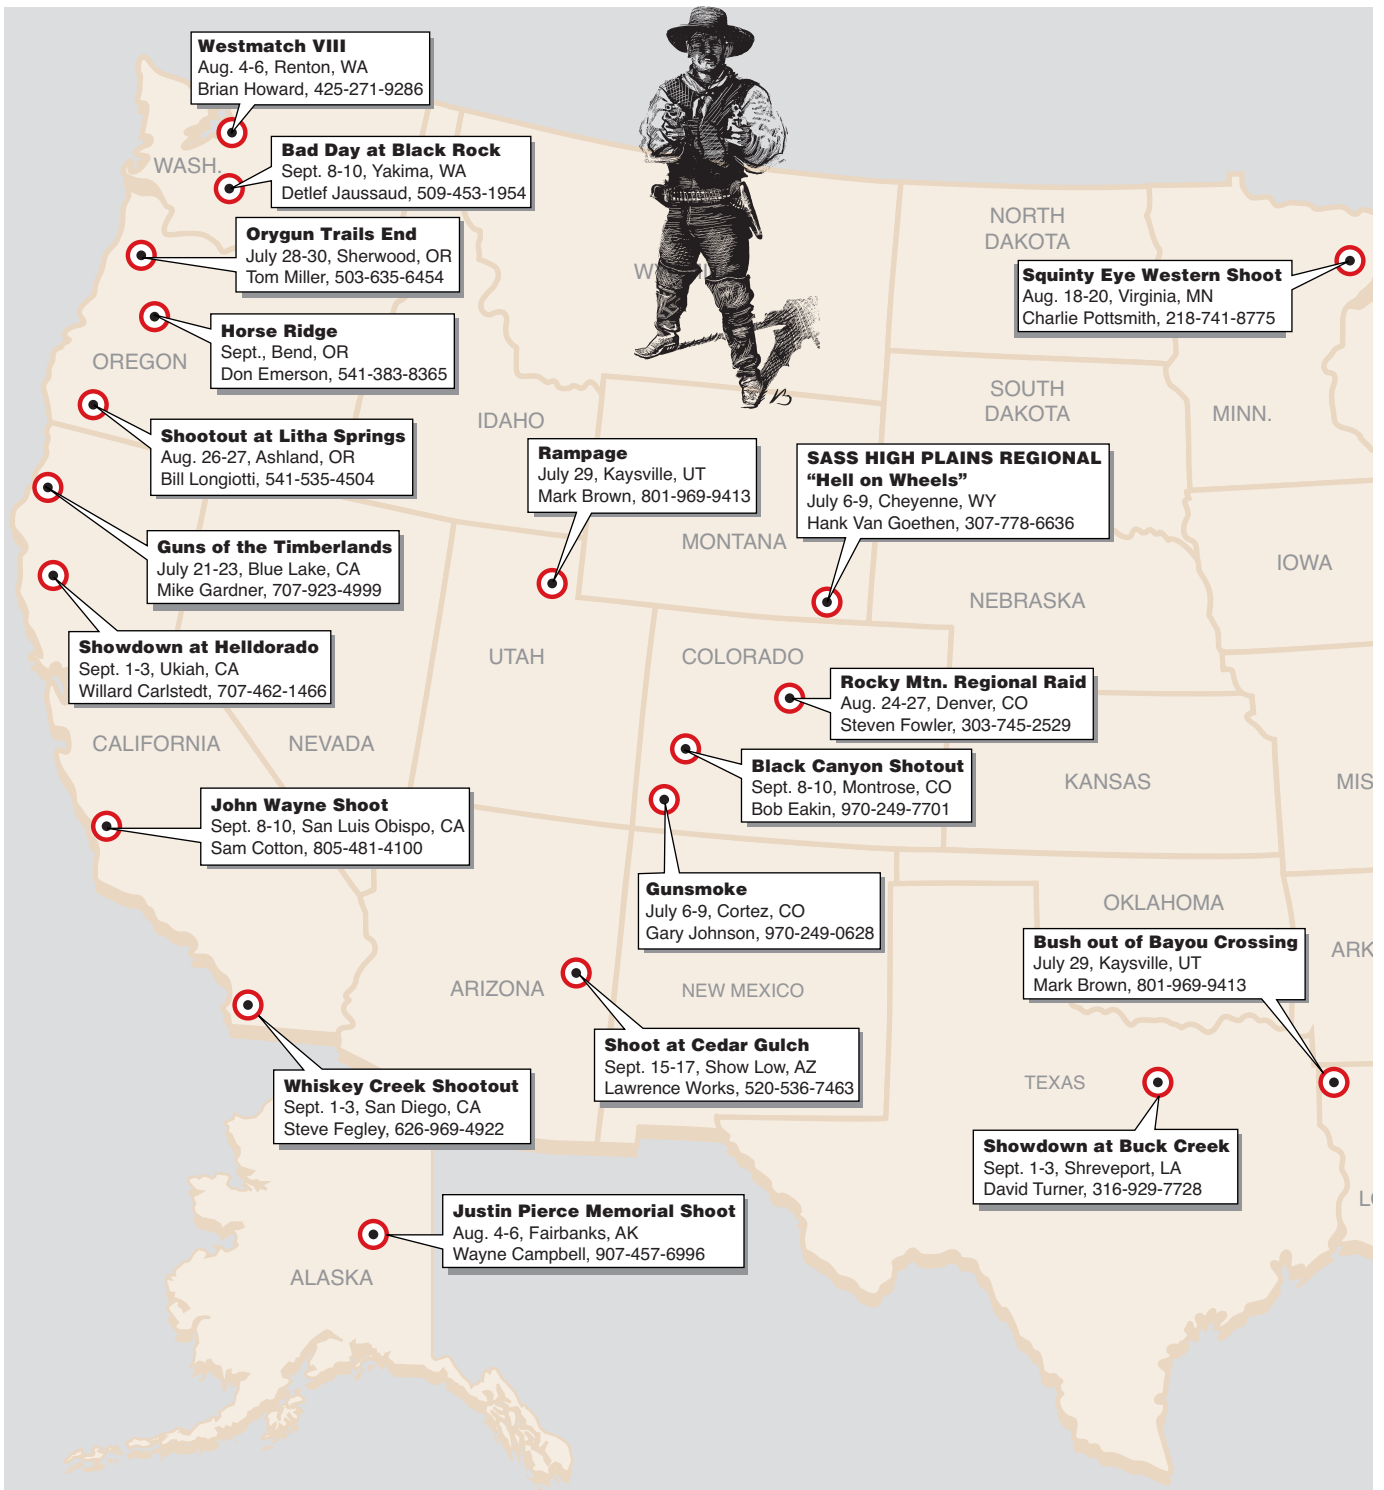 Westmatch VIII
Aug. 4-6, Renton, WA
Brian Howard, 425-271-9286
WASH.
Bad Day at Black Rock
Sept. 8-10, Yakima, WA
Detlef Jaussaud, 509-453-1954
Orygun Trails End
July 28-30, Sherwood, OR
Tom Miller, 503-635-6454
NORTH
DAKOTA
Squinty Eye Western Shoot
Aug. 18-20, Virginia, MN
Charlie Pottsmith, 218-741-8775
Horse Ridge
Sept., Bend, OR
Don Emerson, 541-383-8365
OREGON
SOUTH
DAKOTA
MINN.
IDAHO
Shootout at Litha Springs
Aug. 26-27, Ashland, OR
Bill Longiotti, 541-535-4504
Rampage
July 29, Kaysville, UT
Mark Brown, 801-969-9413
SASS HIGH PLAINS REGIONAL
“Hell on Wheels”
July 6-9, Cheyenne, WY
Hank Van Goethen, 307-778-6636
Guns of the Timberlands
July 21-23, Blue Lake, CA
Mike Gardner, 707-923-4999
MONTANA
IOWA
NEBRASKA
Showdown at Helldorado
Sept. 1-3, Ukiah, CA
Willard Carlstedt, 707-462-1466
UTAH
COLORADO
Rocky Mtn. Regional Raid
Aug. 24-27, Denver, CO
Steven Fowler, 303-745-2529
CALIFORNIA
NEVADA
Black Canyon Shotout
Sept. 8-10, Montrose, CO
Bob Eakin, 970-249-7701
KANSAS
MIS
John Wayne Shoot
Sept. 8-10, San Luis Obispo, CA
Sam Cotton, 805-481-4100
Gunsmoke
July 6-9, Cortez, CO
Gary Johnson, 970-249-0628
OKLAHOMA
Bush out of Bayou Crossing
July 29, Kaysville, UT
Mark Brown, 801-969-9413
ARK
ARIZONA
NEW MEXICO
Shoot at Cedar Gulch
Sept. 15-17, Show Low, AZ
Lawrence Works, 520-536-7463
Whiskey Creek Shootout
Sept. 1-3, San Diego, CA
Steve Fegley, 626-969-4922
TEXAS
Showdown at Buck Creek
Sept. 1-3, Shreveport, LA
David Turner, 316-929-7728
Justin Pierce Memorial Shoot
Aug. 4-6, Fairbanks, AK
Wayne Campbell, 907-457-6996
ALASKA